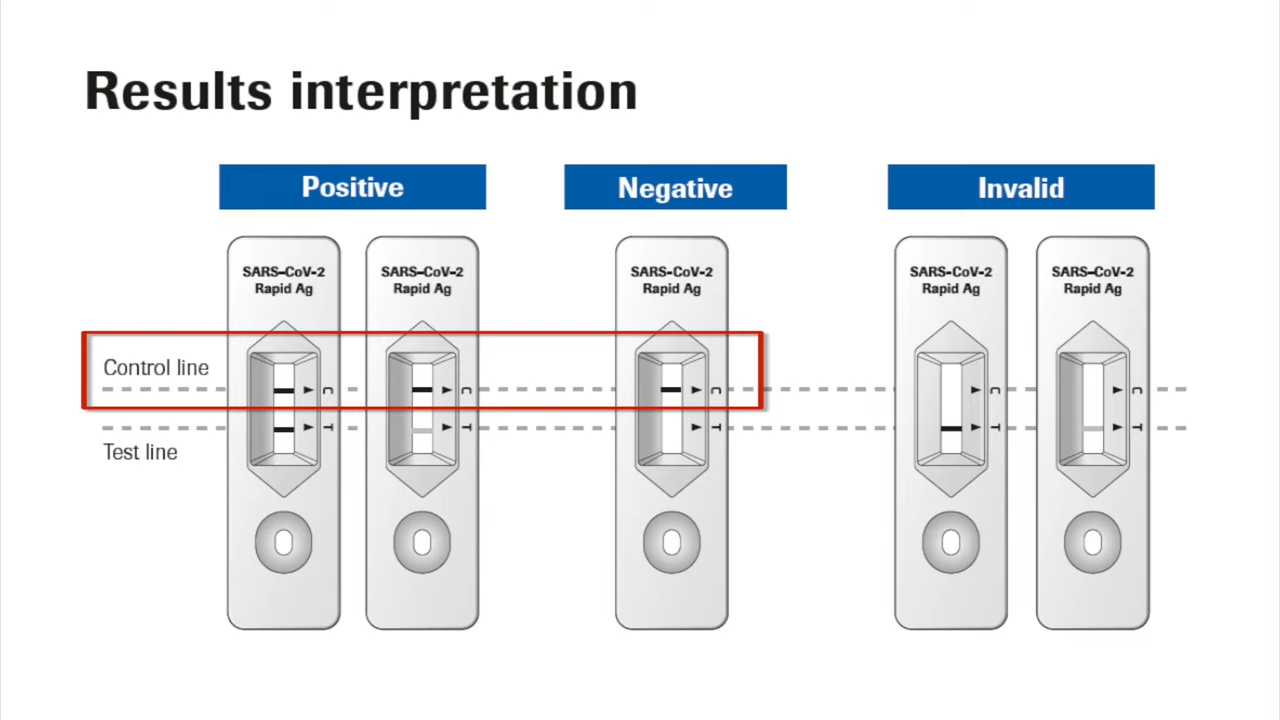 Results interpretation
Positive
Negative
Invalid
SARS-CoV-2
Rapid Ag
SARS-CoV-2
Rapid Ag
SARS-CoV-2
Rapid Ag
SARS-CoV-2
Rapid Ag
SARS-CoV-2
Rapid Ag
Control line
C
C
C
C
C
T
T
T
T
T
Test line